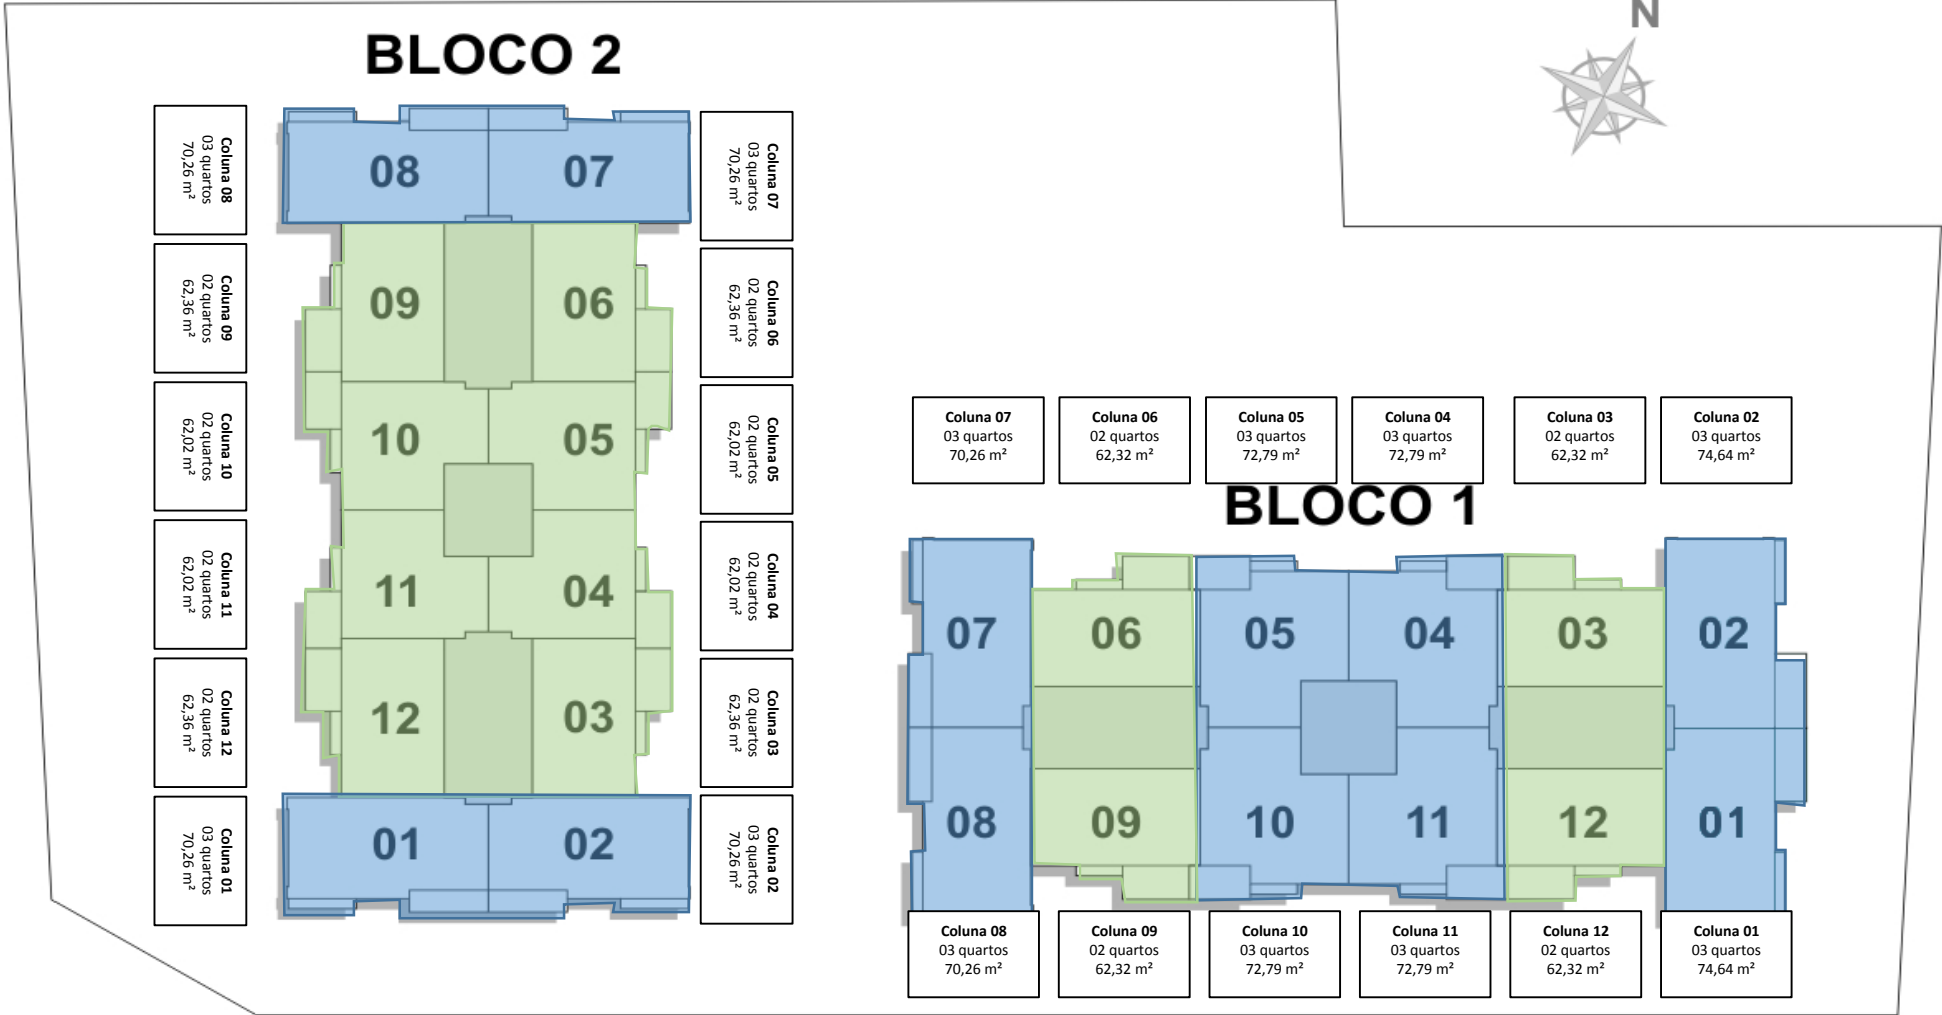 N
BLOCO 2
Coluna 08
03 quartos
70,26 m²
Coluna 09
02 quartos
62,36 m²
Coluna 10
02 quartos
62,02 m²
Coluna 11
02 quartos
62,02 m²
Coluna 12
02 quartos
62,36 m²
Coluna 01
03 quartos
70,26 m²
08
07
09
06
10
05
11
04
12
03
01
02
Coluna 07
03 quartos
70,26 m²
Coluna 06
02 quartos
62,36 m²
Coluna 05
02 quartos
62,02 m²
Coluna 04
02 quartos
62,02 m²
Coluna 03
02 quartos
62,36 m²
Coluna 02
03 quartos
70,26 m²
Coluna 07
03 quartos
70,26 m²
Coluna 06
02 quartos
62,32 m²
Coluna 05
03 quartos
72,79 m²
Coluna 04
03 quartos
72,79 m²
Coluna 03
02 quartos
62,32 m²
Coluna 02
03 quartos
74,64 m²
BLOCO 1
07
06
05
04
03
02
08
09
10
11
12
01
Coluna 08
03 quartos
70,26 m²
Coluna 09
02 quartos
62,32 m²
Coluna 10
03 quartos
72,79 m²
Coluna 11
03 quartos
72,79 m²
Coluna 12
02 quartos
62,32 m²
Coluna 01
03 quartos
74,64 m²